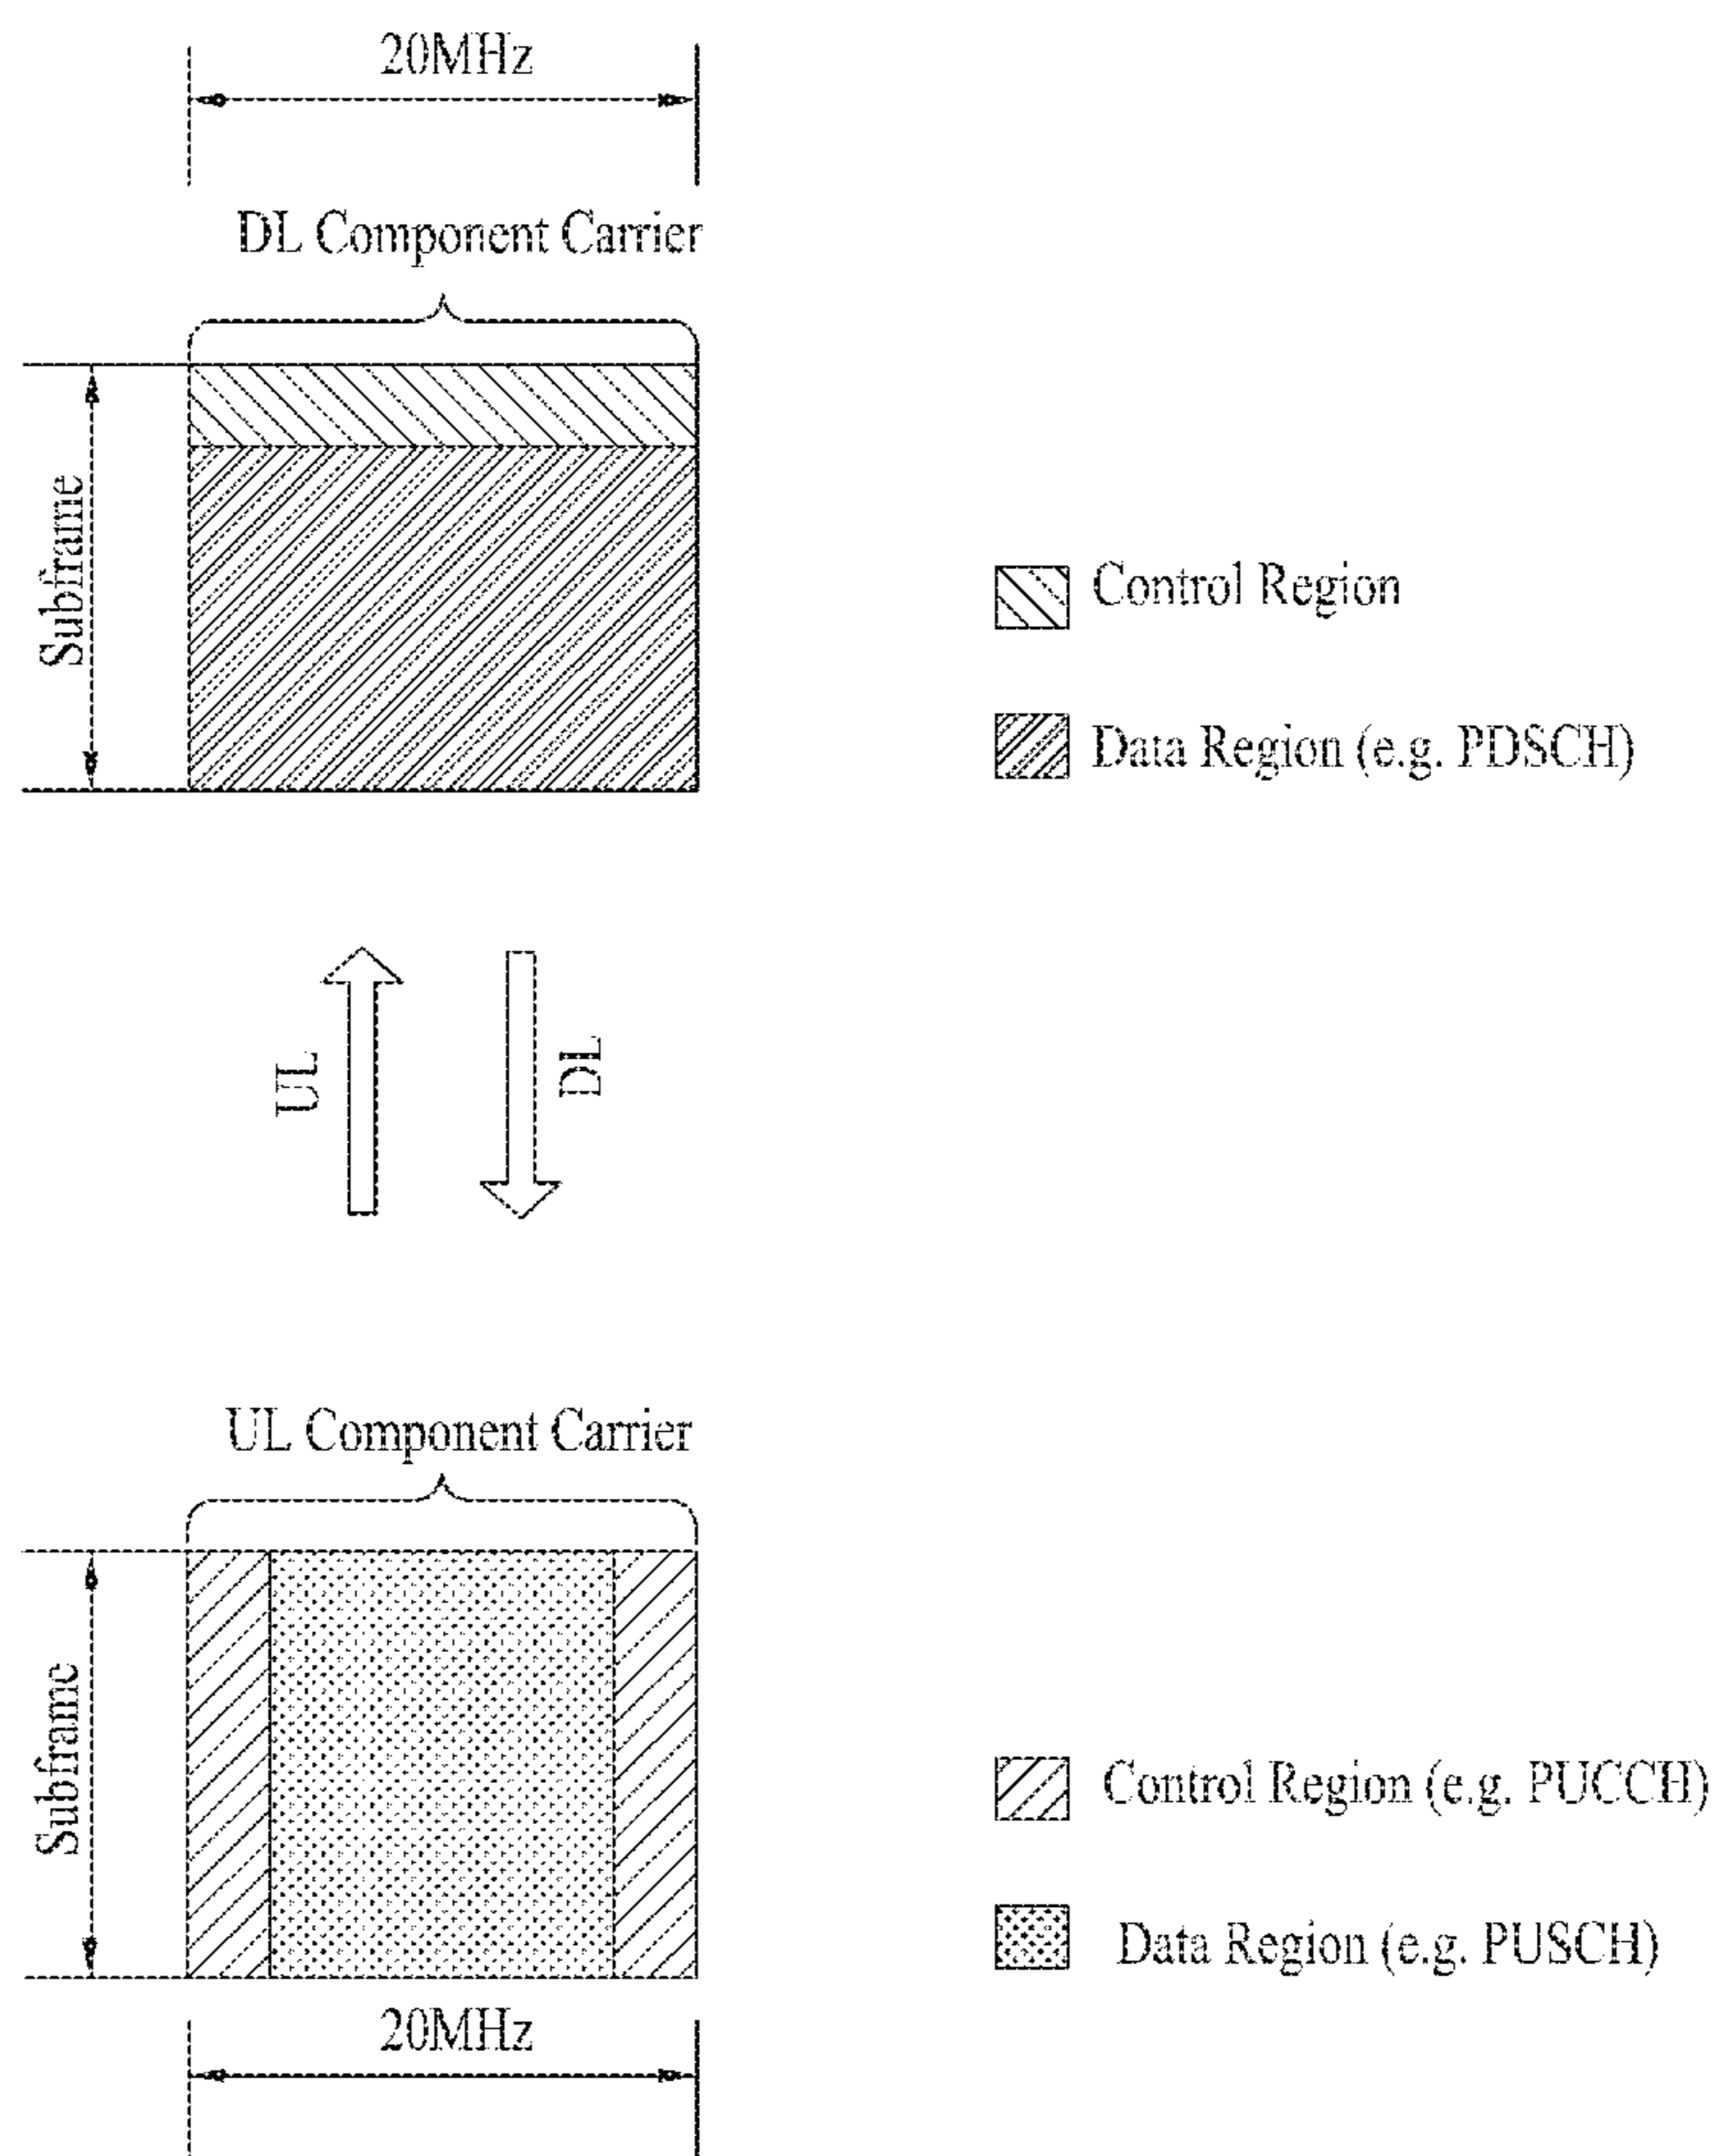 20MHz
DL Component Carrier
Subframe
Control Region
Data Region (e.g. PDSCH)
UL
DL
UL Component Carrier
Subframe
Control Region (e.g. PUCCH)
Data Region (e.g. PUSCH)
20MHz